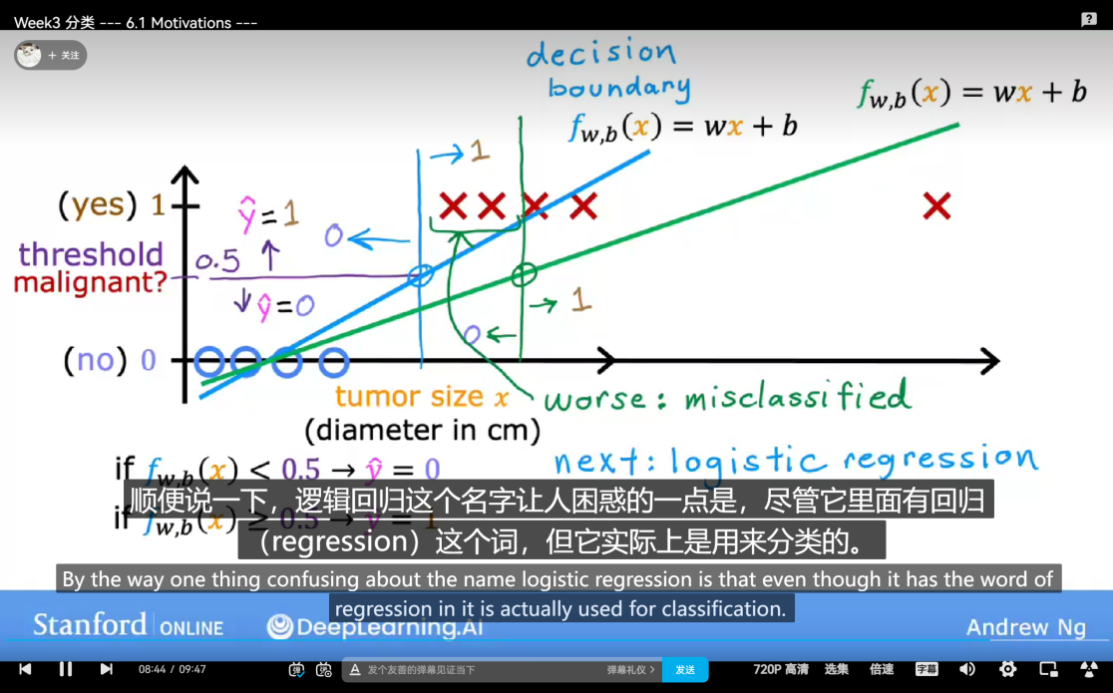 Week3 分类 --- 6.1 Motivations ---
?
+ 关注
decision
boundary
f_{w,b}(x) = wx + b
f_{w,b}(x) = wx + b
→ 1
(yes) 1
ŷ = 1
0 ←
threshold
0.5 ↑
malignant?
↓ ŷ = 0
→ 1
0 ←
(no) 0
tumor size x
worse: misclassified
(diameter in cm)
if f_{w,b}(x) < 0.5 → ŷ = 0
next: logistic regression
if f_{w,b}(x) ≥ 0.5 → ŷ = 1
顺便说一下，逻辑回归这个名字让人困惑的一点是，尽管它里面有回归
（regression）这个词，但它实际上是用来分类的。
By the way one thing confusing about the name logistic regression is that even though it has the word of
regression in it is actually used for classification.
Stanford ONLINE
DeepLearning.AI
Andrew Ng
08:44 / 09:47
弹
弹
A 发个友善的弹幕见证当下
弹幕礼仪 >
发送
720P 高清
选集
倍速
字幕